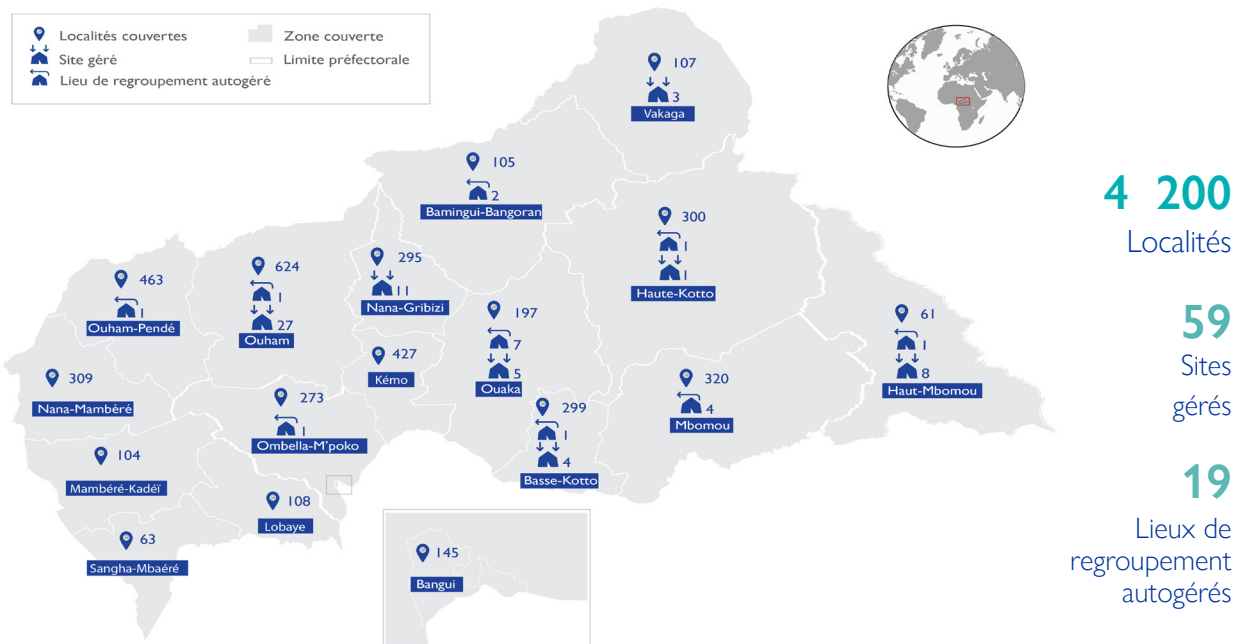 Localités couvertes
Zone couverte
Site géré
Limite préfectorale
Lieu de regroupement autogéré
107
3
Vakaga
105
2
Bamingui-Bangoran
300
1
1
Haute-Kotto
463
1
Ouham-Pendé
624
1
27
Ouham
295
11
Nana-Gribizi
197
7
5
Ouaka
61
1
8
Haut-Mbomou
309
Nana-Mambéré
427
Kémo
273
1
Ombella-M'poko
320
4
Mbomou
299
1
4
Basse-Kotto
104
Mambéré-Kadéï
108
Lobaye
63
Sangha-Mbaéré
145
Bangui
4 200
Localités
59
Sites
gérés
19
Lieux de
regroupement
autogérés